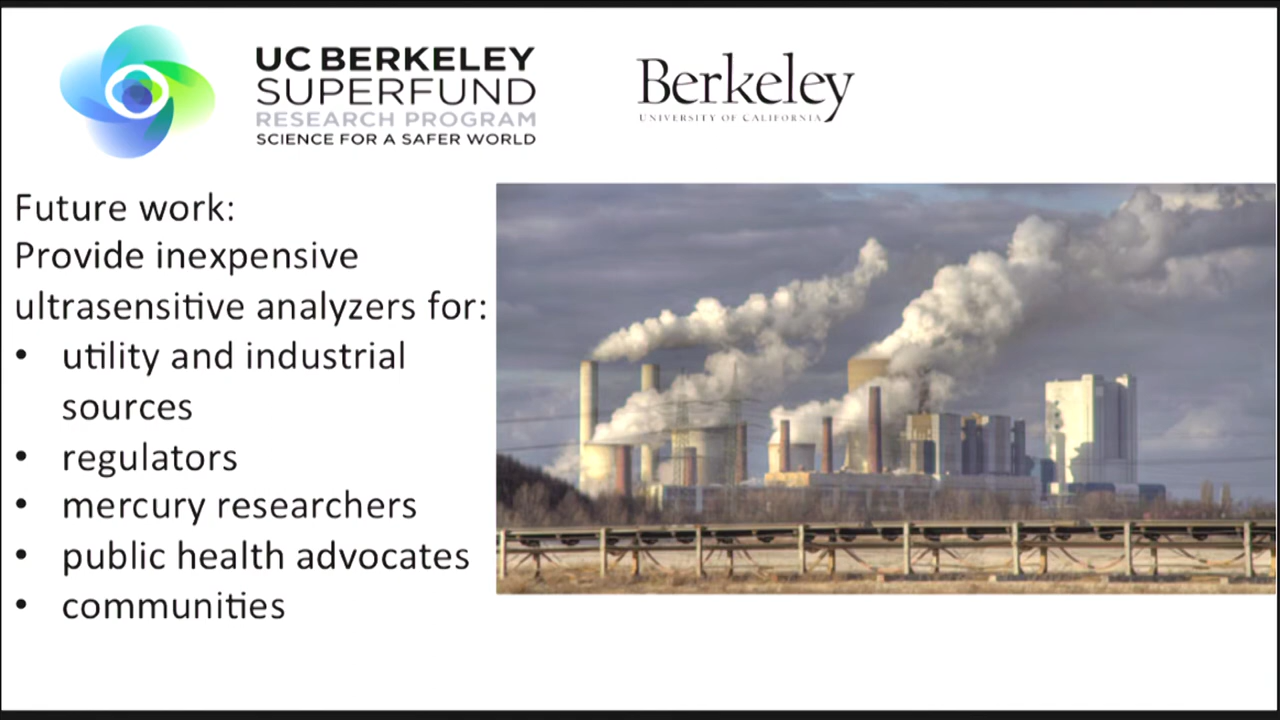 UC BERKELEY
SUPERFUND
RESEARCH PROGRAM
SCIENCE FOR A SAFER WORLD
Berkeley
UNIVERSITY OF CALIFORNIA
Future work:
Provide inexpensive
ultrasensitive analyzers for:
• utility and industrial
sources
• regulators
• mercury researchers
• public health advocates
• communities